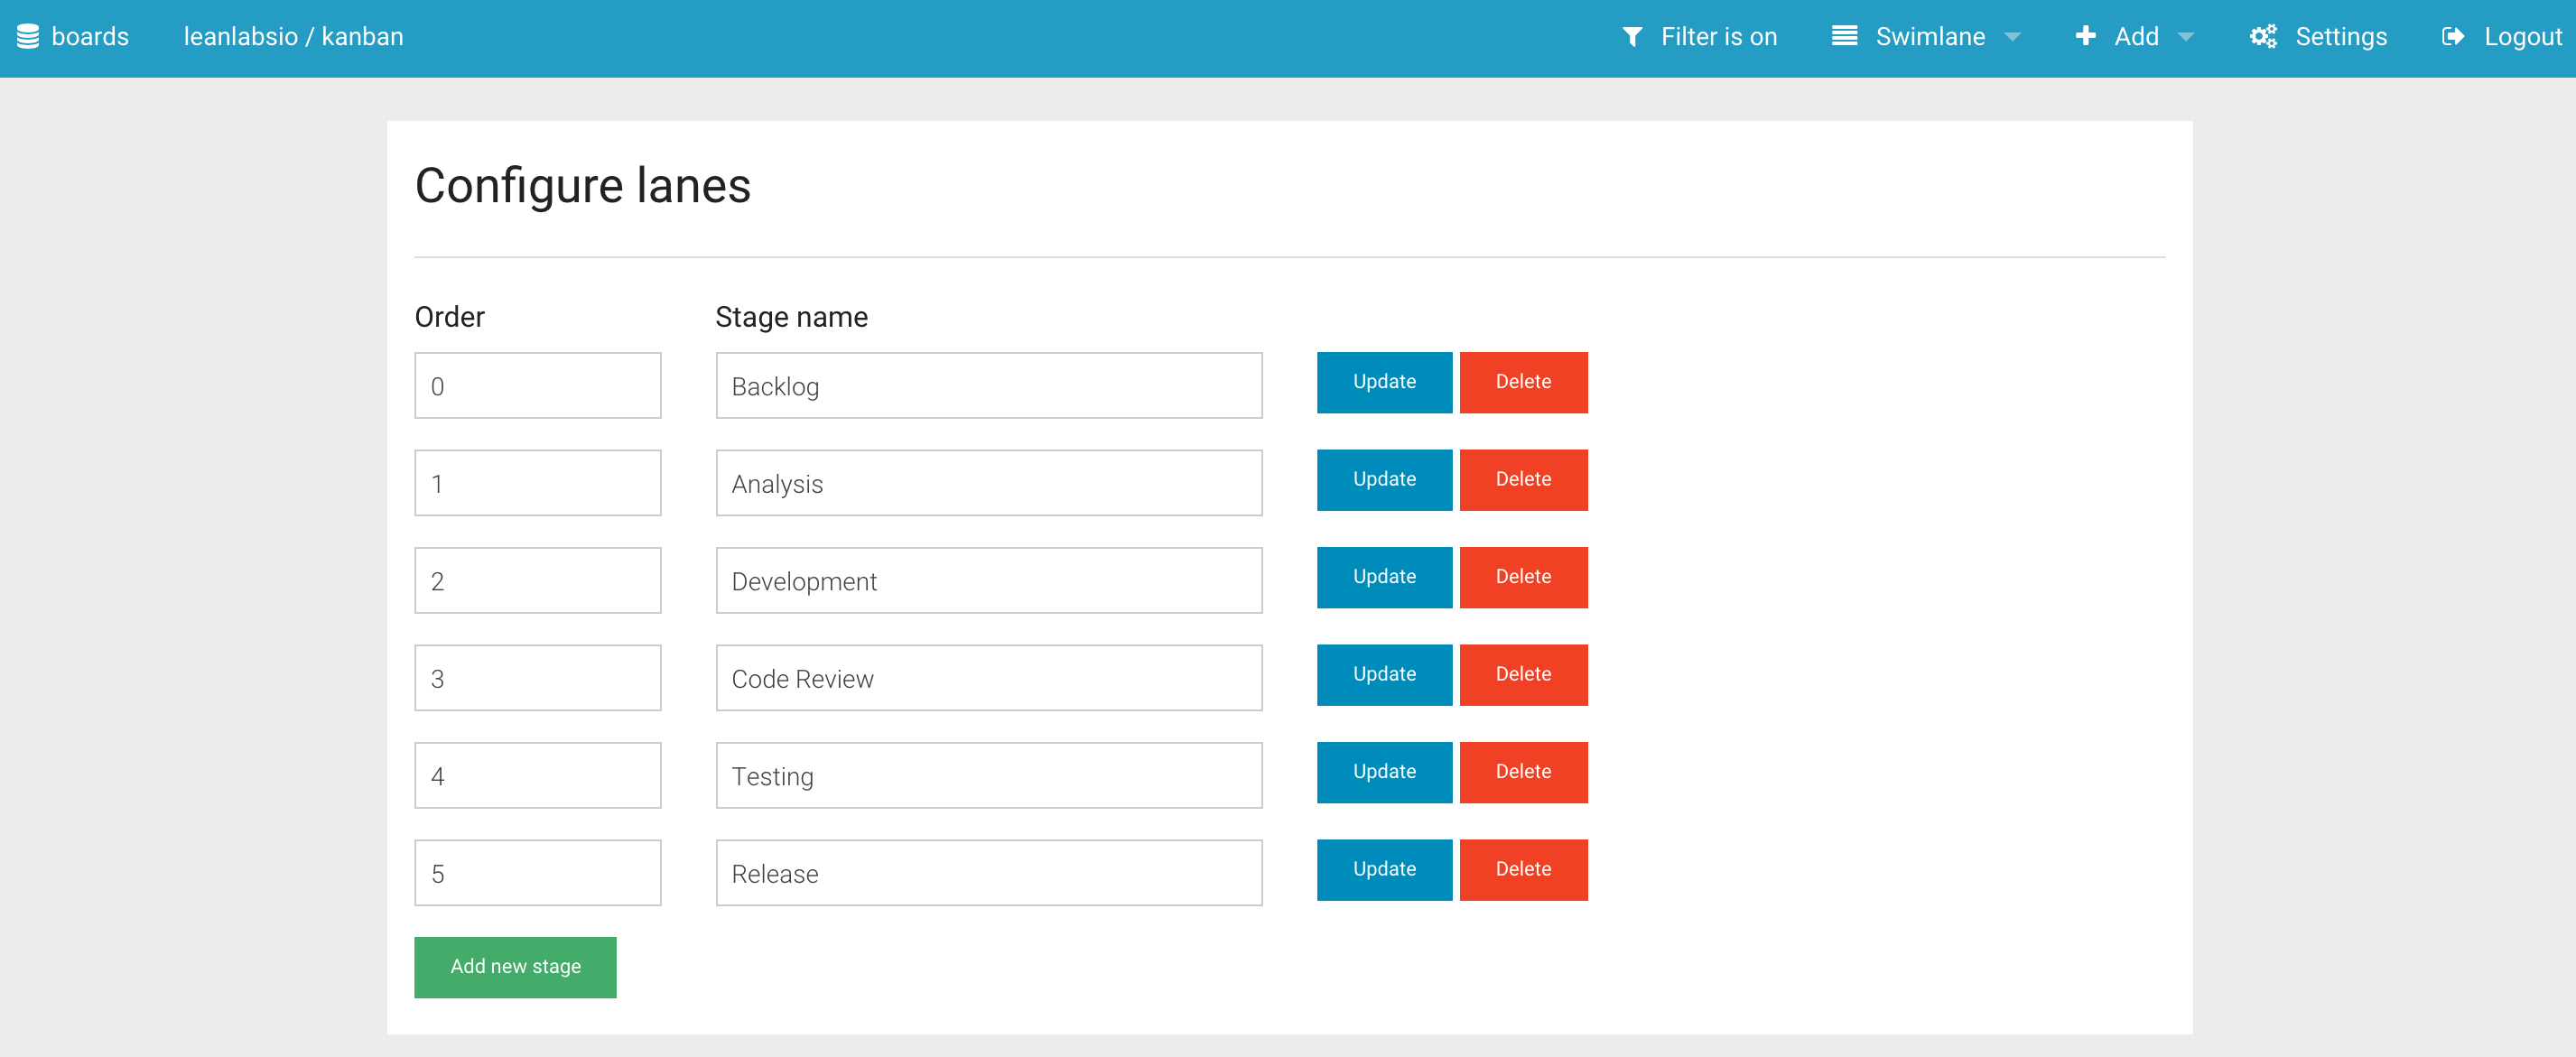 boards leanlabsio / kanban Filter is on Swimlane Add Settings Logout
Configure lanes
Order Stage name
0 Backlog Update Delete
1 Analysis Update Delete
2 Development Update Delete
3 Code Review Update Delete
4 Testing Update Delete
5 Release Update Delete
Add new stage